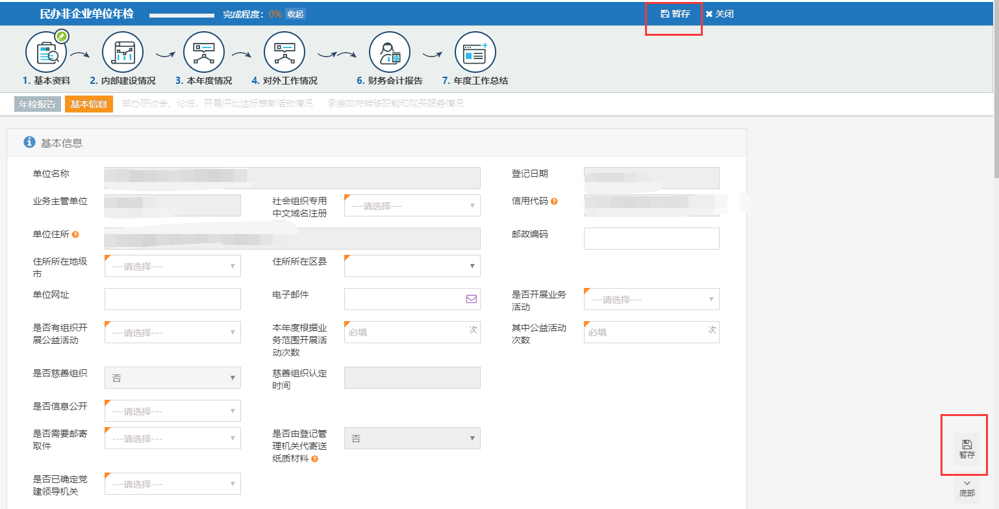 民办非企业单位年检 完成程度：0% 收起 暂存 关闭
1. 基本资料 2. 内部建设情况 3. 本年度情况 4. 对外工作情况 6. 财务会计报告 7. 年度工作总结
年检报告 基本信息 举办研讨会、论坛，开展评比达标表彰活动情况 承接政府转移职能和购买服务情况
基本信息
单位名称 登记日期
业务主管单位 社会组织专用 ---请选择--- 信用代码
中文域名注册
单位住所 邮政编码
住所所在地级 ---请选择--- 住所所在区县
市
单位网址 电子邮件 是否开展业务 ---请选择---
活动
是否有组织开 ---请选择--- 本年度根据业 必填 次 其中公益活动 必填 次
展公益活动 务范围开展活 次数
动次数
是否慈善组织 否 慈善组织认定
时间
是否信息公开 ---请选择---
是否需要邮寄 ---请选择--- 是否由登记管 否
取件 理机关代寄送
纸质材料
暂存
是否已确定党 ---请选择---
建领导机关
底部